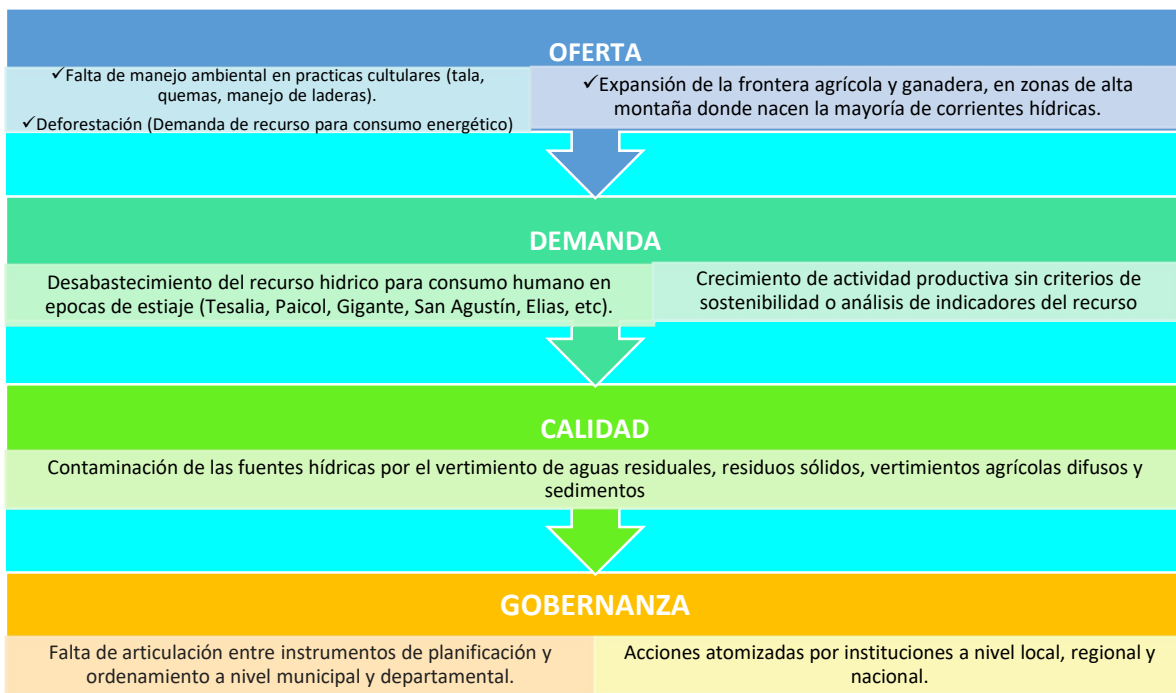 OFERTA
✓Falta de manejo ambiental en practicas cultulares (tala,
quemas, manejo de laderas).
✓Deforestación (Demanda de recurso para consumo energético)
✓Expansión de la frontera agrícola y ganadera, en zonas de alta
montaña donde nacen la mayoría de corrientes hídricas.
DEMANDA
Desabastecimiento del recurso hidrico para consumo humano en
epocas de estiaje (Tesalia, Paicol, Gigante, San Agustín, Elias, etc).
Crecimiento de actividad productiva sin criterios de
sostenibilidad o análisis de indicadores del recurso
CALIDAD
Contaminación de las fuentes hídricas por el vertimiento de aguas residuales, residuos sólidos, vertimientos agrícolas difusos y
sedimentos
GOBERNANZA
Falta de articulación entre instrumentos de planificación y
ordenamiento a nivel municipal y departamental.
Acciones atomizadas por instituciones a nivel local, regional y
nacional.